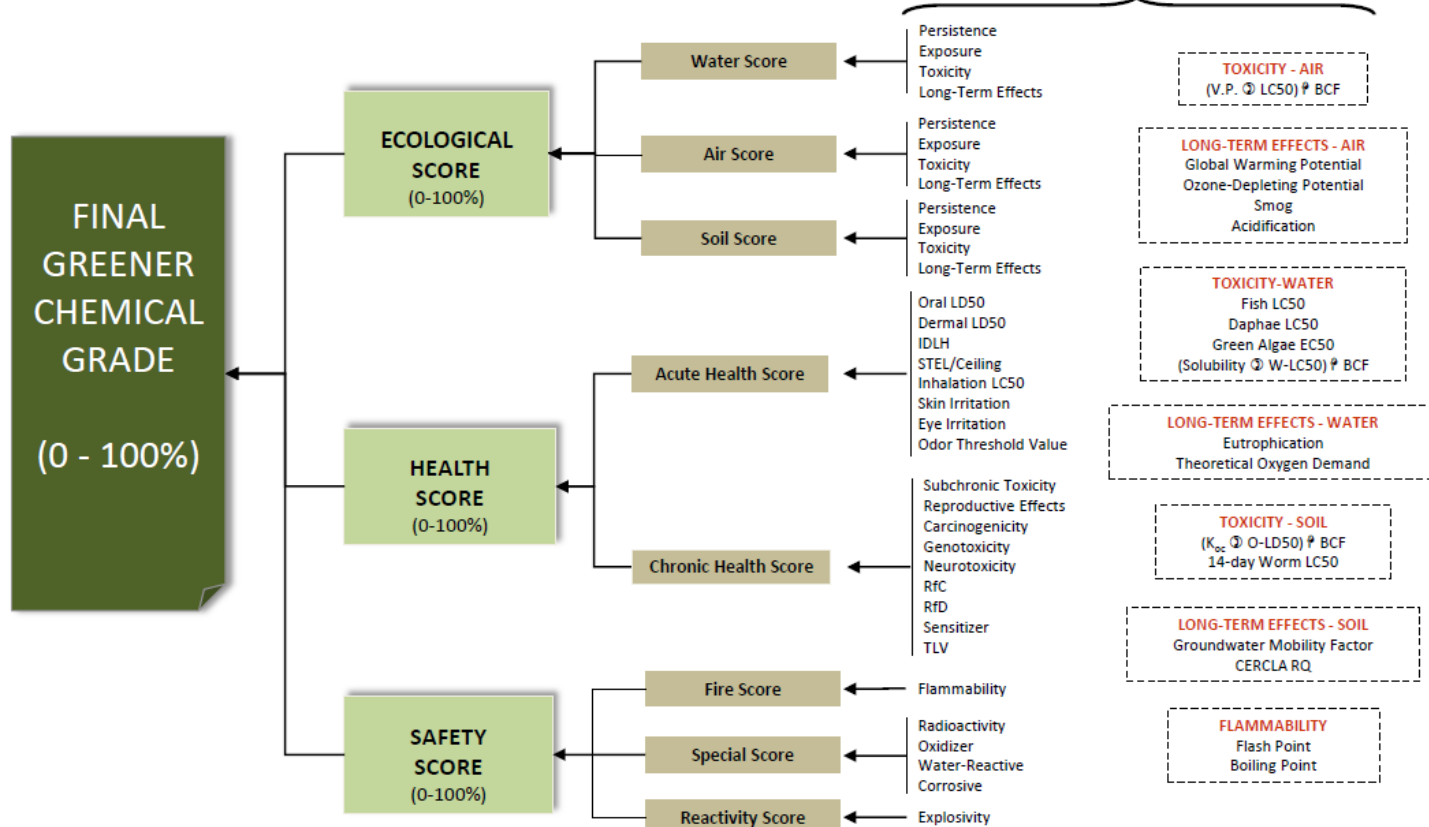 FINAL
GREENER
CHEMICAL
GRADE
(0 - 100%)
ECOLOGICAL
SCORE
(0-100%)
HEALTH
SCORE
(0-100%)
SAFETY
SCORE
(0-100%)
Water Score
Air Score
Soil Score
Acute Health Score
Chronic Health Score
Fire Score
Special Score
Reactivity Score
Persistence
Exposure
Toxicity
Long-Term Effects
Persistence
Exposure
Toxicity
Long-Term Effects
Persistence
Exposure
Toxicity
Long-Term Effects
Oral LD50
Dermal LD50
IDLH
STEL/Ceiling
Inhalation LC50
Skin Irritation
Eye Irritation
Odor Threshold Value
Subchronic Toxicity
Reproductive Effects
Carcinogenicity
Genotoxicity
Neurotoxicity
RfC
RfD
Sensitizer
TLV
Flammability
Radioactivity
Oxidizer
Water-Reactive
Corrosive
Explosivity
TOXICITY - AIR
(V.P. LC50) BCF
LONG-TERM EFFECTS - AIR
Global Warming Potential
Ozone-Depleting Potential
Smog
Acidification
TOXICITY-WATER
Fish LC50
Daphae LC50
Green Algae EC50
(Solubility W-LC50) BCF
LONG-TERM EFFECTS - WATER
Eutrophication
Theoretical Oxygen Demand
TOXICITY - SOIL
(Koc O-LD50) BCF
14-day Worm LC50
LONG-TERM EFFECTS - SOIL
Groundwater Mobility Factor
CERCLA RQ
FLAMMABILITY
Flash Point
Boiling Point